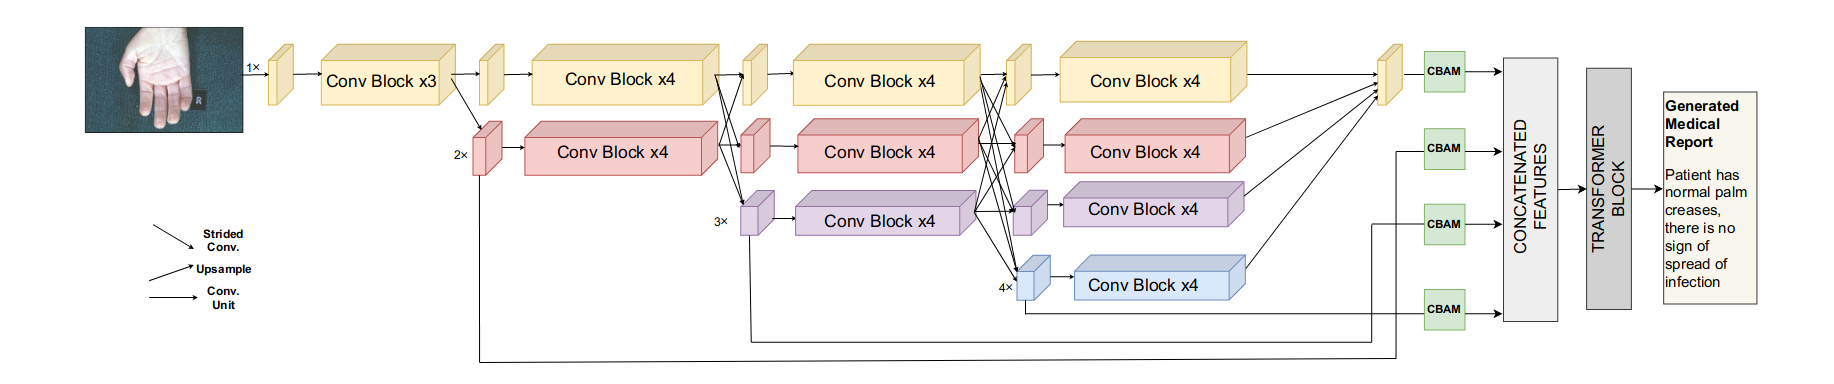 1×
Conv Block x3
Conv Block x4
Conv Block x4
Conv Block x4
2×
Conv Block x4
Conv Block x4
Conv Block x4
3×
Conv Block x4
Conv Block x4
4×
Conv Block x4
CBAM
CBAM
CBAM
CBAM
CONCATENATED
FEATURES
TRANSFORMER
BLOCK
Generated
Medical
Report
Patient has
normal palm
creases,
there is no
sign of
spread of
infection
Strided
Conv.
Upsample
Conv.
Unit
R